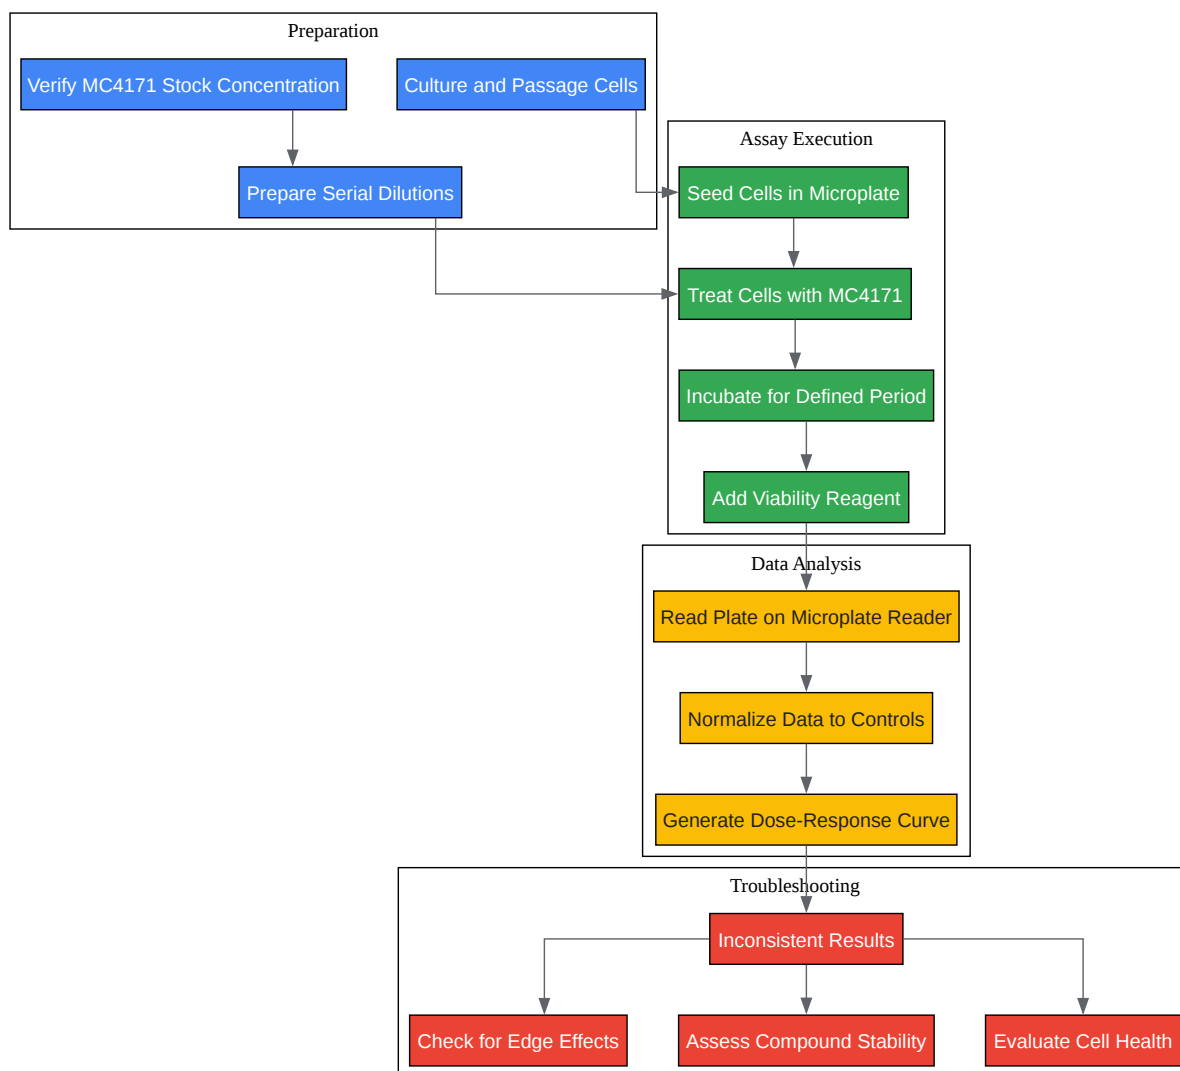 Preparation
Verify MC4171 Stock Concentration
Culture and Passage Cells
Prepare Serial Dilutions
Assay Execution
Seed Cells in Microplate
Treat Cells with MC4171
Incubate for Defined Period
Add Viability Reagent
Data Analysis
Read Plate on Microplate Reader
Normalize Data to Controls
Generate Dose-Response Curve
Troubleshooting
Inconsistent Results
Check for Edge Effects
Assess Compound Stability
Evaluate Cell Health